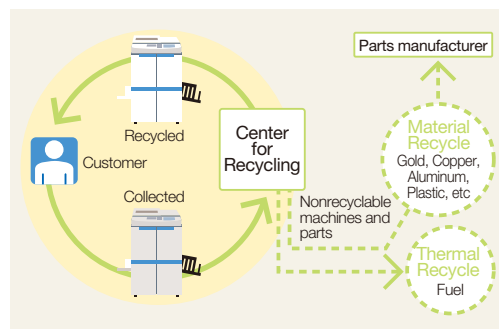 Parts manufacturer
Recycled
Customer
Collected
Center
for
Recycling
Material
Recycle
Gold, Copper,
Aluminum,
Plastic, etc
Nonrecyclable
machines and
parts
Thermal
Recycle
Fuel